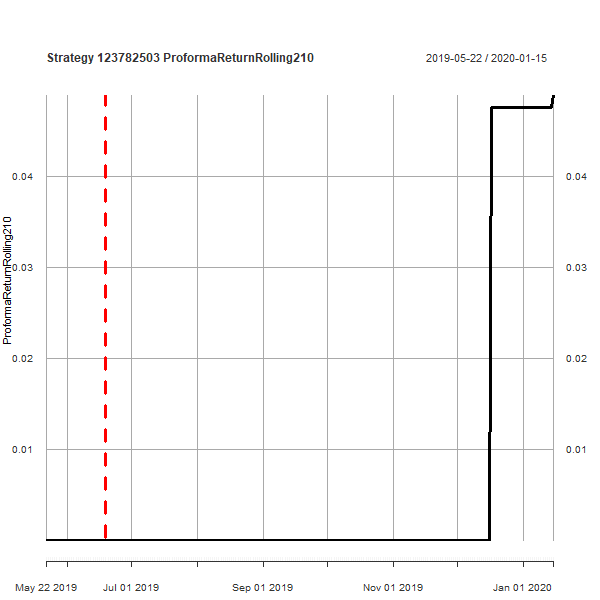 Strategy 123782503 ProformaReturnRolling210
2019-05-22 / 2020-01-15
ProformaReturnRolling210
0.04
0.03
0.02
0.01
0.04
0.03
0.02
0.01
May 22 2019
Jul 01 2019
Sep 01 2019
Nov 01 2019
Jan 01 2020